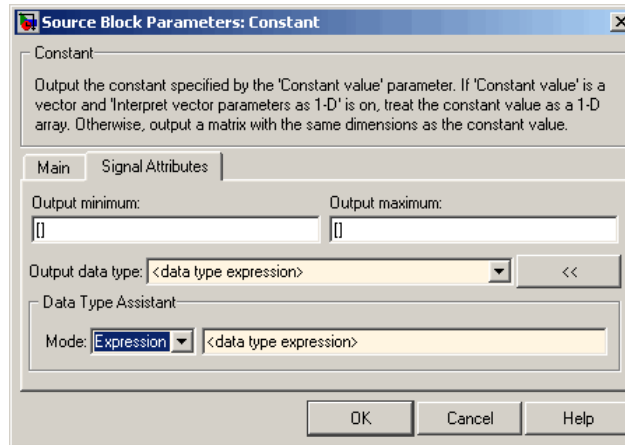 Source Block Parameters: Constant
Constant
Output the constant specified by the 'Constant value' parameter. If 'Constant value' is a
vector and 'Interpret vector parameters as 1-D' is on, treat the constant value as a 1-D
array. Otherwise, output a matrix with the same dimensions as the constant value.
Main Signal Attributes
Output minimum: Output maximum:
[] []
Output data type: <data type expression> <<
Data Type Assistant
Mode: Expression <data type expression>
OK Cancel Help